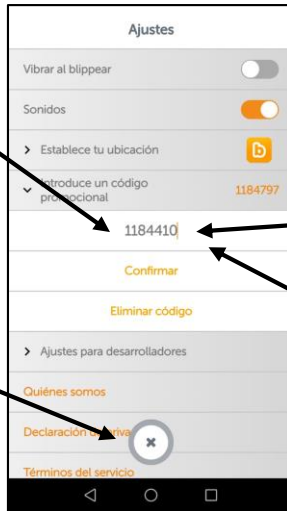 Ajustes
Vibrar al blippear
Sonidos
Establece tu ubicación
Introduce un código
promocional
1184797
1184410
Confirmar
Eliminar código
Ajustes para desarrolladores
Quiénes somos
Declaración
Términos del servicio